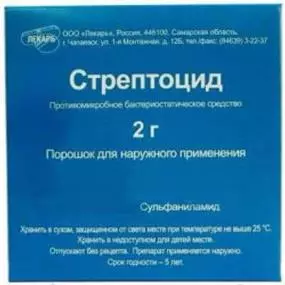 ЛЕКАРЬ
ООО «Лекарь», Россия, 446100, Самарская область,
г. Чапаевск, ул. 1-я Монтажная, д. 12Б, тел./факс: (84639) 3-22-37
Стрептоцид
Противомикробное бактериостатическое средство
2 г
Порошок для наружного применения
Сульфаниламид
Хранить в сухом, защищенном от света месте при температуре не выше 25 °С.
Хранить в недоступном для детей месте.
Отпускают без рецепта. Препарат применяется наружно.
Срок годности – 5 лет.